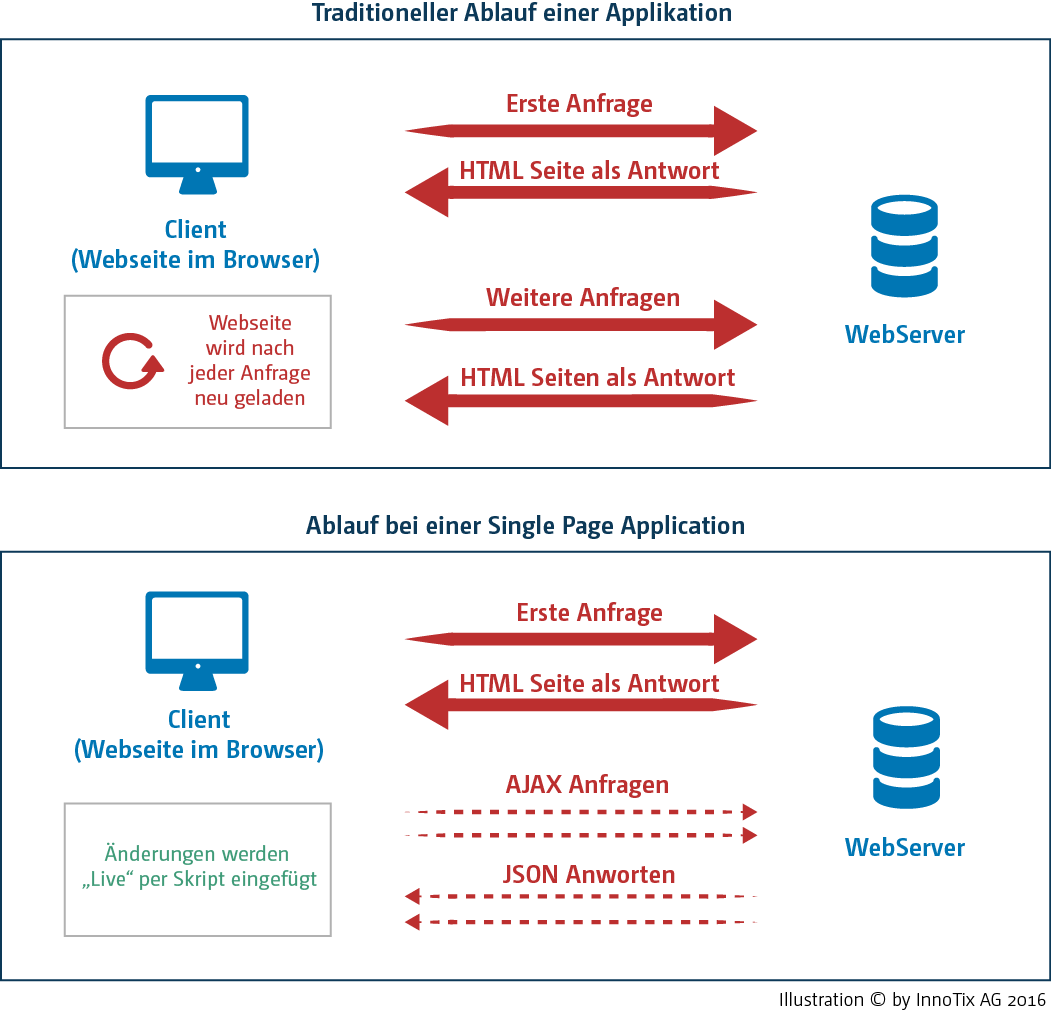 Traditioneller Ablauf einer Applikation
Erste Anfrage
HTML Seite als Antwort
Client
(Webseite im Browser)
Weitere Anfragen
Webseite
wird nach
jeder Anfrage
neu geladen
WebServer
HTML Seiten als Antwort
Ablauf bei einer Single Page Application
Erste Anfrage
HTML Seite als Antwort
Client
(Webseite im Browser)
AJAX Anfragen
Änderungen werden
„Live“ per Skript eingefügt
WebServer
JSON Anworten
Illustration © by InnoTix AG 2016